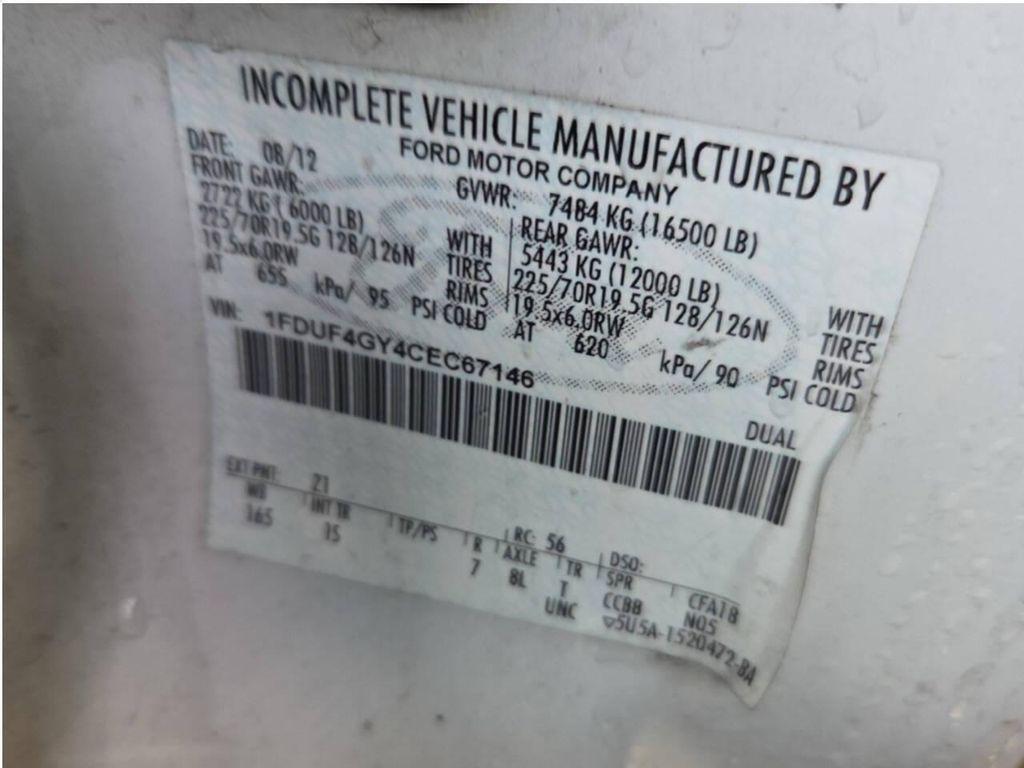 INCOMPLETE VEHICLE MANUFACTURED BY
FORD MOTOR COMPANY
DATE: 08/12 GVWR: 7484 KG (16500 LB)
FRONT GAWR: REAR GAWR:
2722 KG ( 6000 LB) WITH 5443 KG (12000 LB) WITH
225/70R19.5G 128/126N TIRES 225/70R19.5G 128/126N TIRES
19.5x6.0RW RIMS 19.5x6.0RW RIMS
AT 655 kPa/ 95 PSI COLD AT 620 kPa/ 90 PSI COLD
VIN: 1FDUF4GY4CEC67146 DUAL
EXT PNT: Z1 RC: 56 DSO:
WB INT TR TP/PS R AXLE TR SPR CFA18
165 15 7 8L T CCBB NQ5
UNC ▽5U5A-1520472-BA